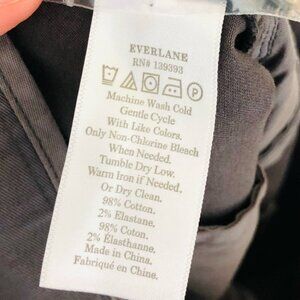 EVERLANE
RN# 139393
Machine Wash Cold
Gentle Cycle
With Like Colors.
Only Non-Chlorine Bleach
When Needed.
Tumble Dry Low.
Warm Iron if Needed.
Or Dry Clean.
98% Cotton.
2% Elastane.
98% Coton.
2% Elasthanne.
Made in China.
Fabriqué en Chine.